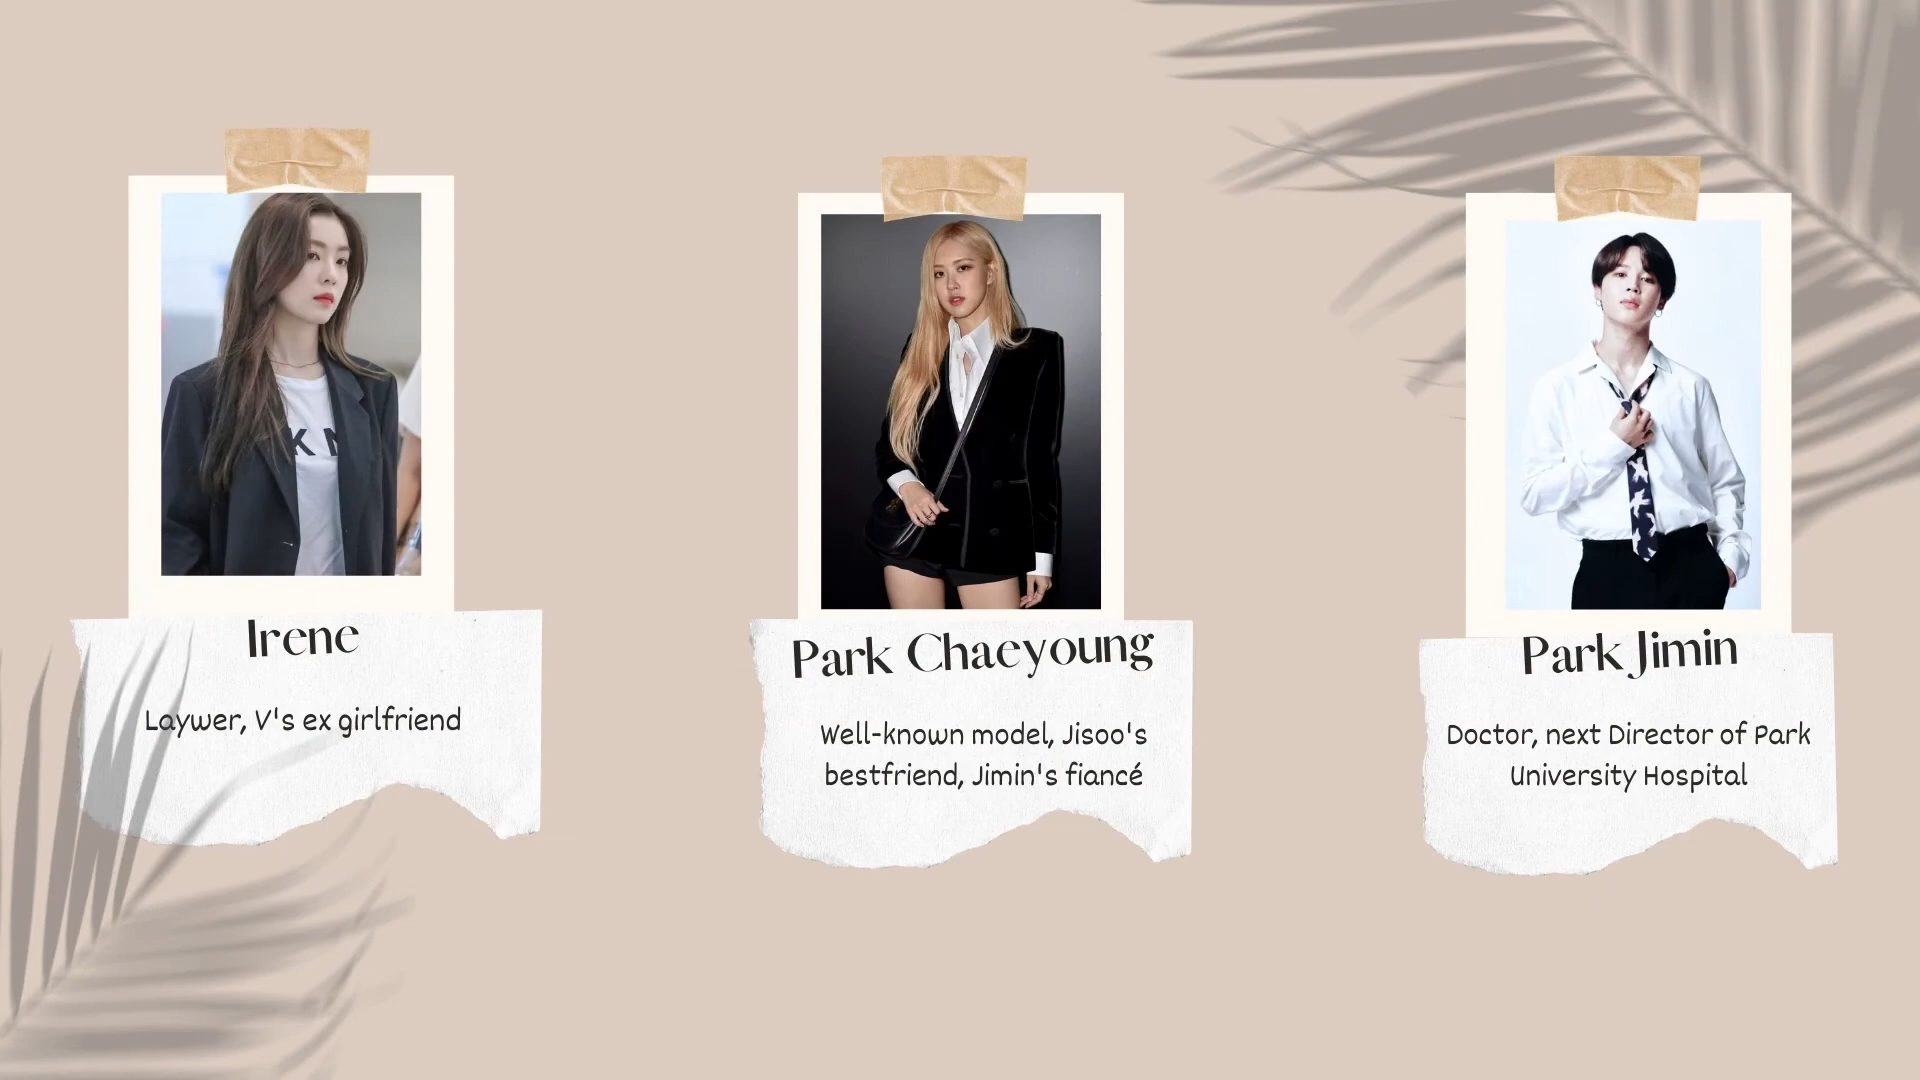 KN
Irene
Laywer, V's ex girlfriend
Park Chaeyoung
Well-known model, Jisoo's
bestfriend, Jimin's fiancé
Park Jimin
Doctor, next Director of Park
University Hospital